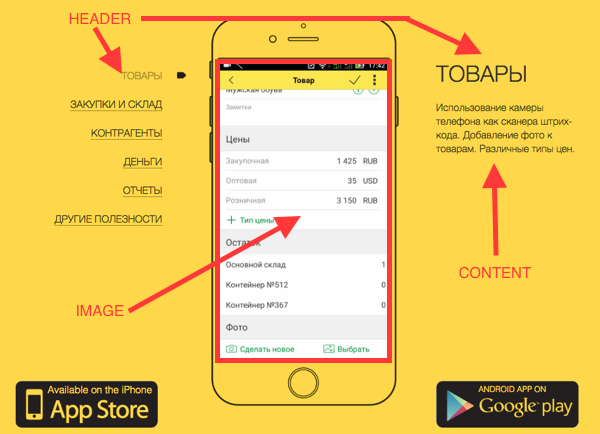 HEADER
ТОВАРЫ
ЗАКУПКИ И СКЛАД
КОНТРАГЕНТЫ
ДЕНЬГИ
ОТЧЕТЫ
ДРУГИЕ ПОЛЕЗНОСТИ
IMAGE
17:42
Товар
Мужская обувь
Заметки
Цены
Закупочная 1 425 RUB
Оптовая 35 USD
Розничная 3 150 RUB
+ Тип цены
Остаток
Основной склад 1
Контейнер №512 0
Контейнер №367 0
Фото
Сделать новое Выбрать
ТОВАРЫ
Использование камеры
телефона как сканера штрих-
кода. Добавление фото к
товарам. Различные типы цен.
CONTENT
Available on the iPhone
App Store
ANDROID APP ON
Google play